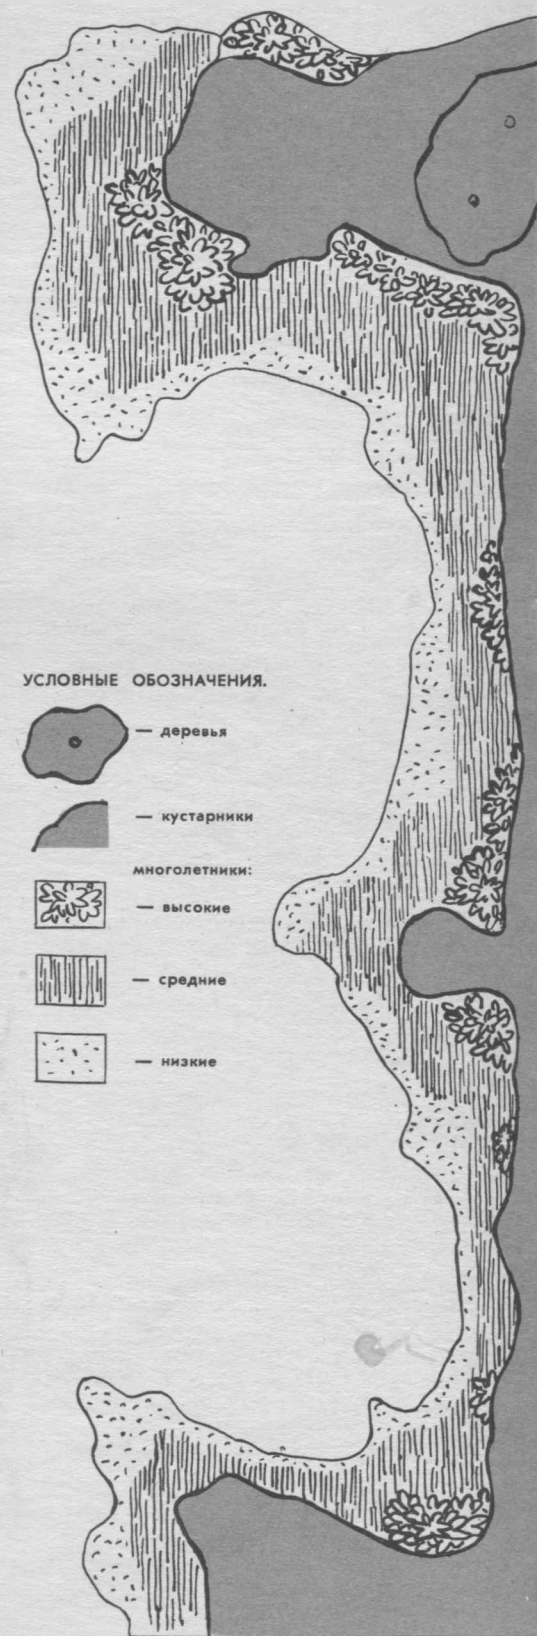 УСЛОВНЫЕ ОБОЗНАЧЕНИЯ.
— деревья
— кустарники
многолетники:
— высокие
— средние
— низкие